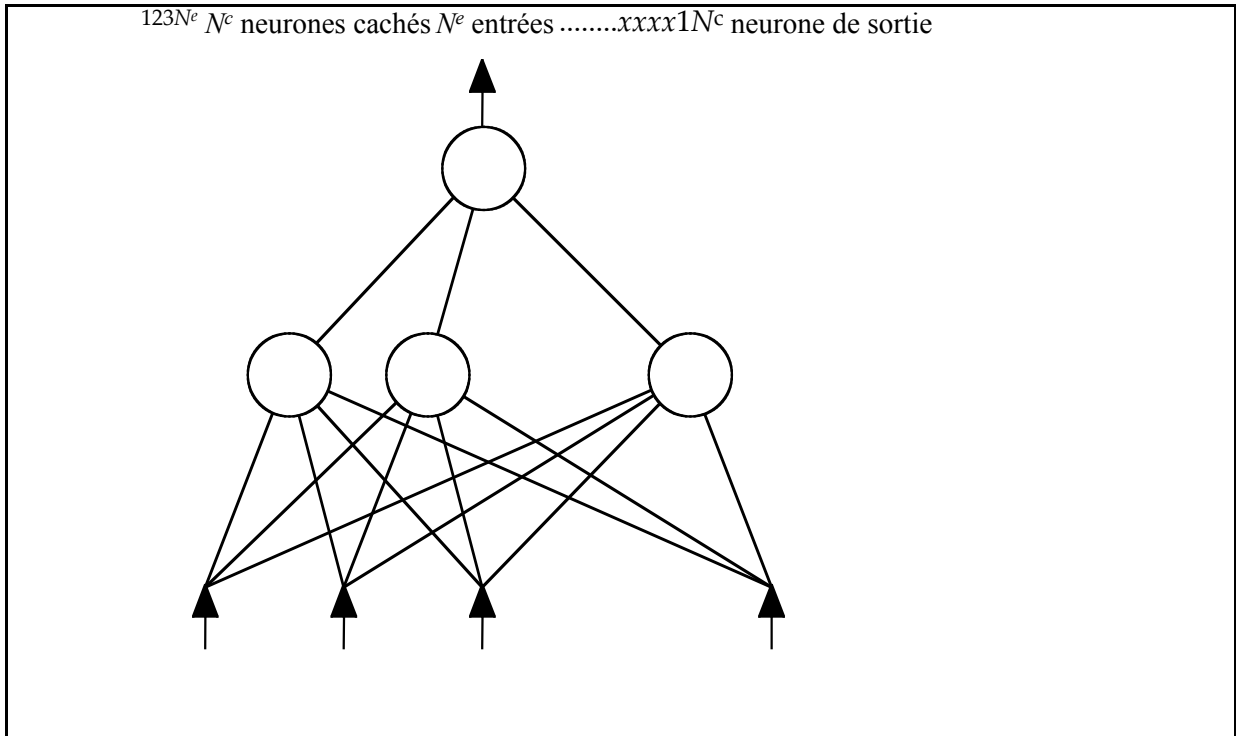 123Nᵉ Nᶜ neurones cachés Nᵉ entrées ........xxxx1Nᶜ neurone de sortie